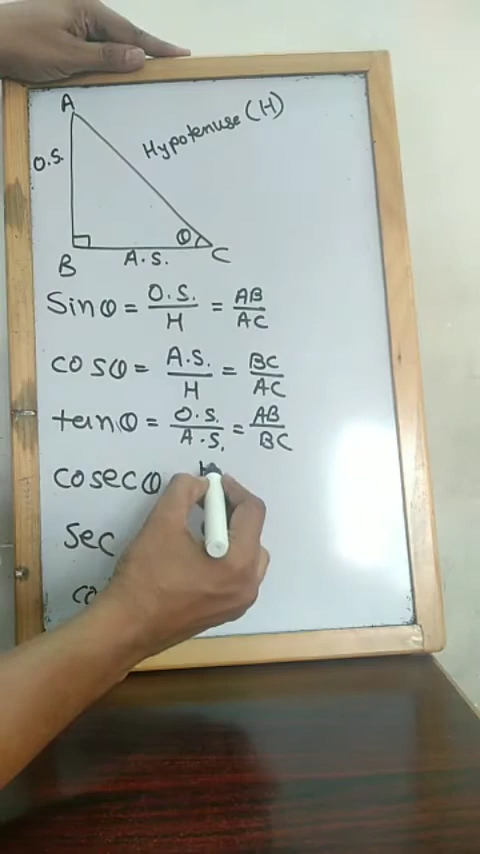 A
Hypotenuse (H)
O.S.
θ
B
A.S.
C
Sinθ = O.S./H = AB/AC
cosθ = A.S./H = BC/AC
tanθ = O.S./A.S. = AB/BC
cosecθ
Sec